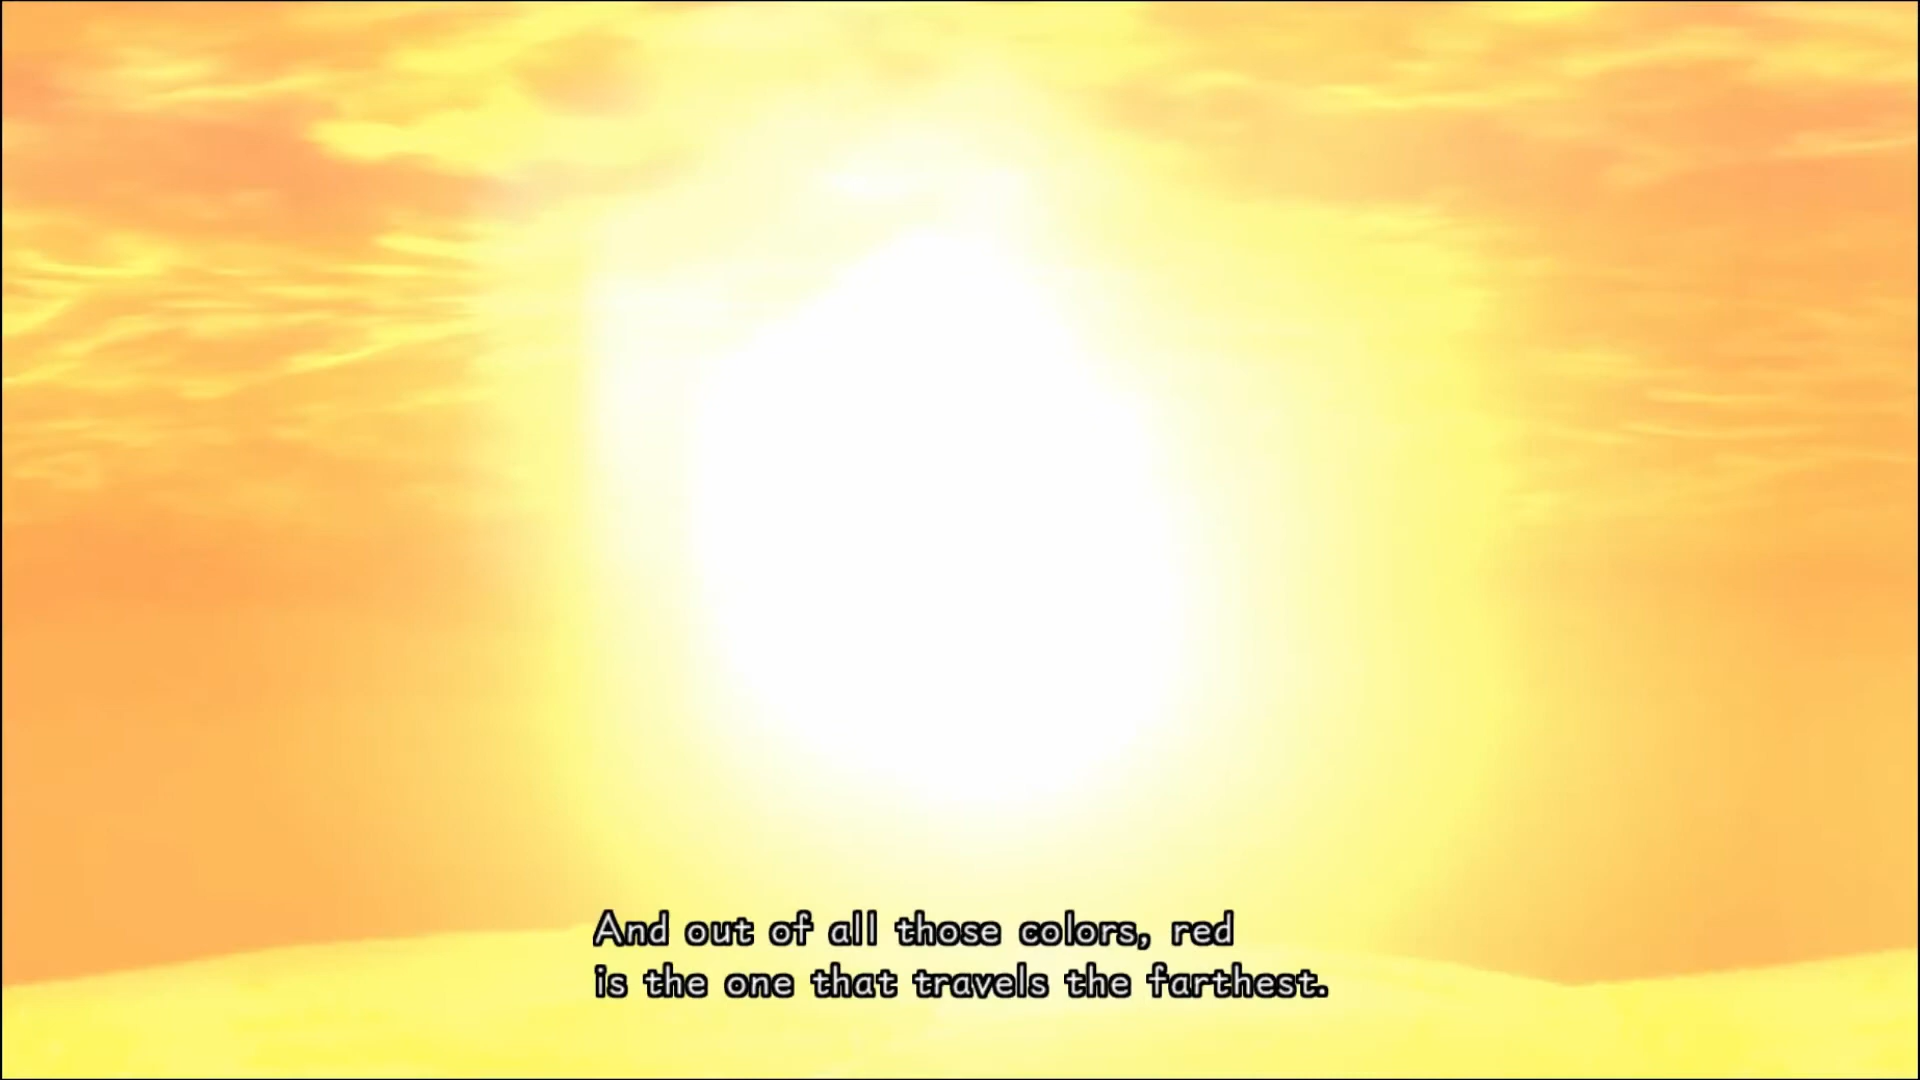 And out of all those colors, red
is the one that travels the farthest.